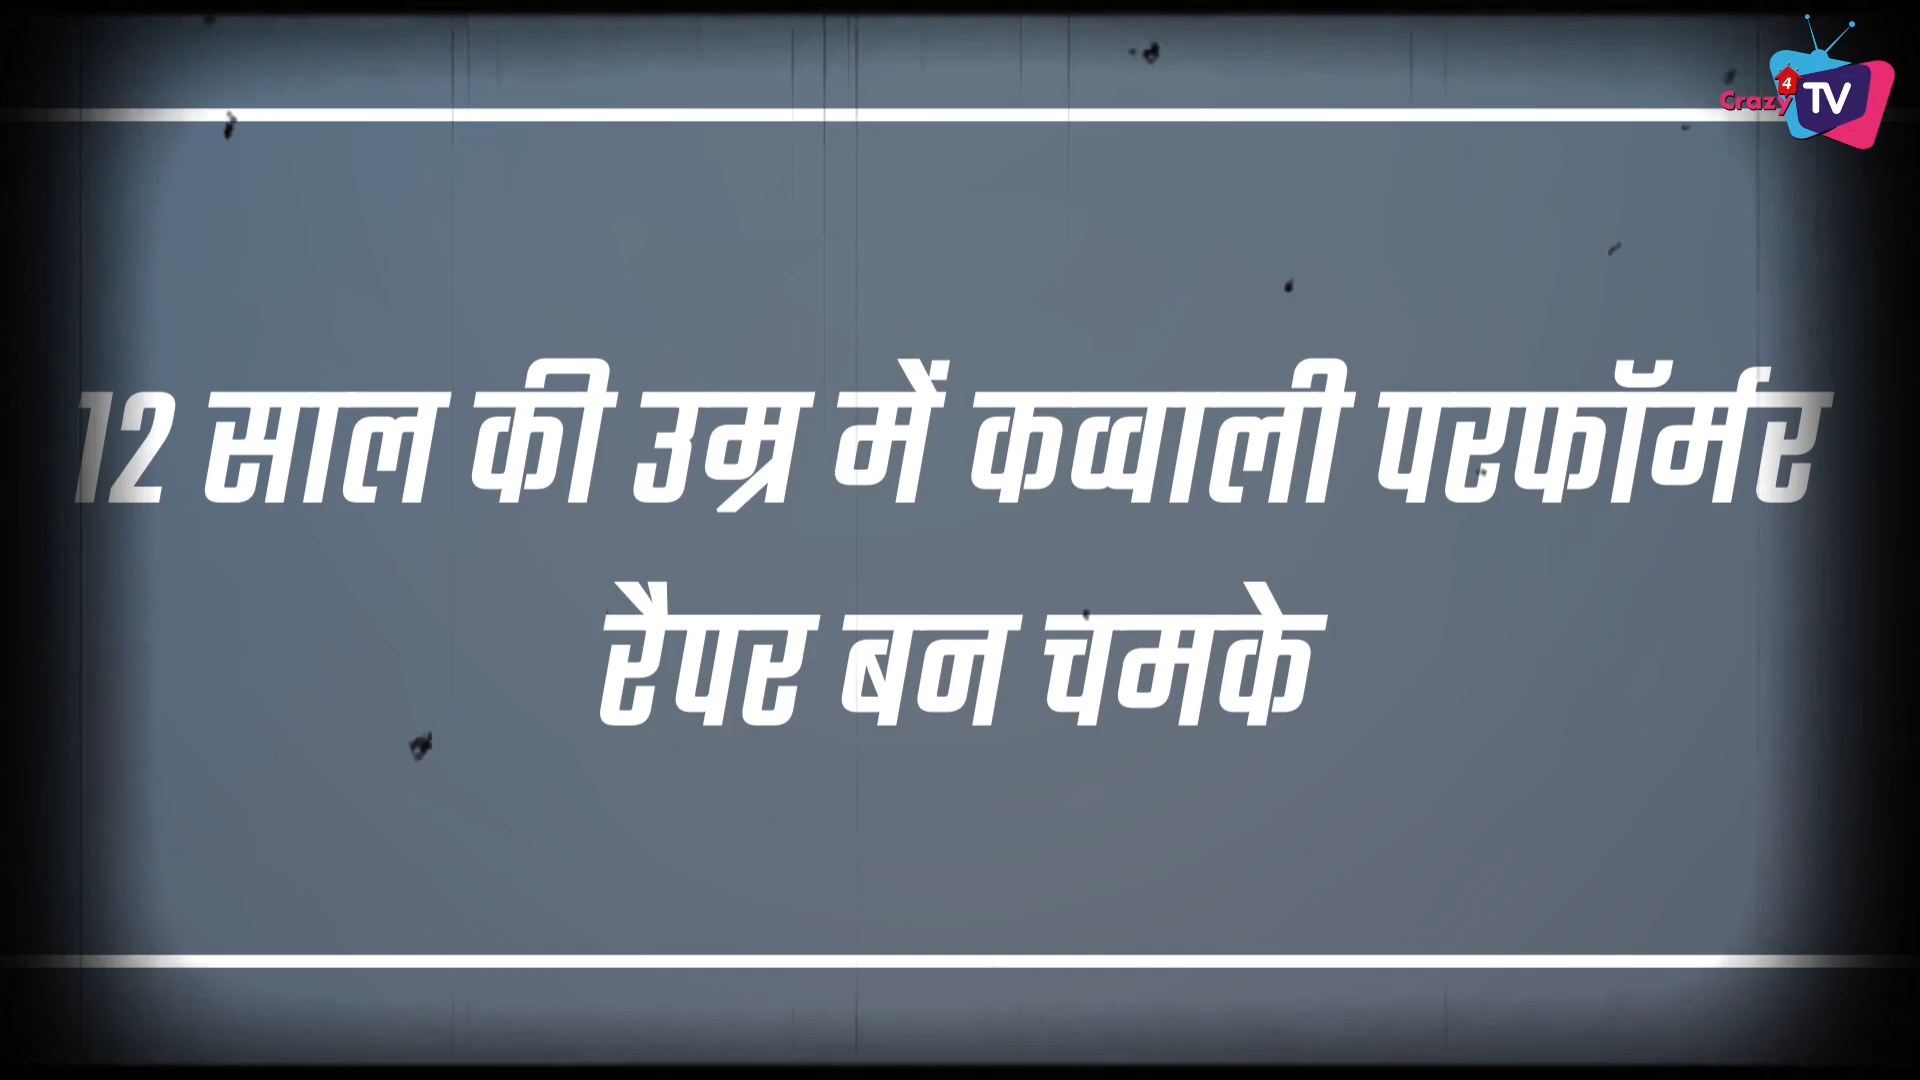 Crazy 4 TV
12 साल की उम्र में कव्वाली परफॉर्मर
रैपर बन चमके